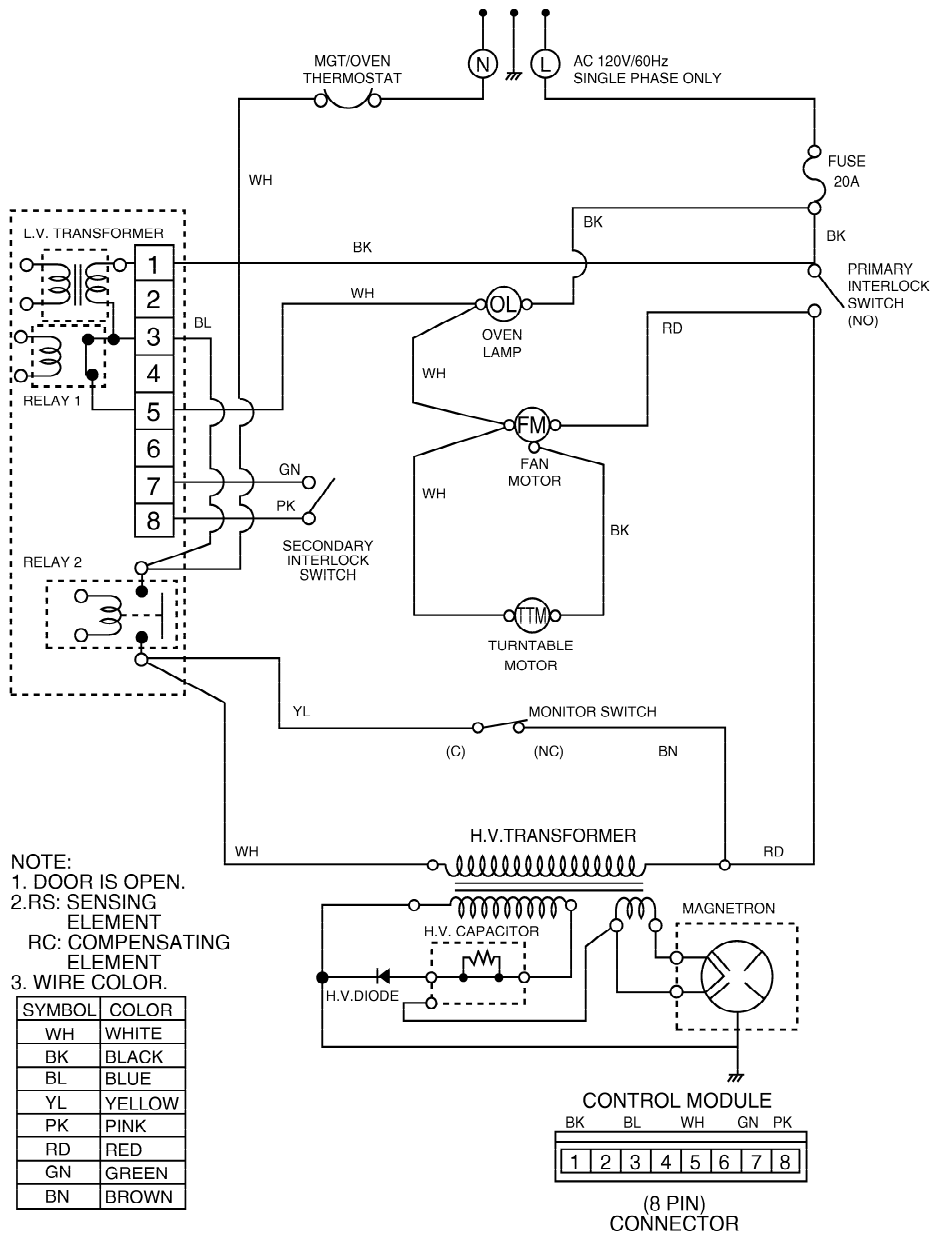 MGT/OVEN
THERMOSTAT
N
L
AC 120V/60Hz
SINGLE PHASE ONLY
FUSE
20A
WH
BK
BK
L.V. TRANSFORMER
BK
PRIMARY
INTERLOCK
SWITCH
(NO)
1
2
3
4
5
6
7
8
WH
OL
OVEN
LAMP
BL
RD
WH
RELAY 1
FM
FAN
MOTOR
GN
PK
WH
SECONDARY
INTERLOCK
SWITCH
BK
RELAY 2
TTM
TURNTABLE
MOTOR
YL
MONITOR SWITCH
(C)
(NC)
BN
H.V.TRANSFORMER
WH
RD
NOTE:
1. DOOR IS OPEN.
2.RS: SENSING
ELEMENT
RC: COMPENSATING
ELEMENT
3. WIRE COLOR.
MAGNETRON
H.V. CAPACITOR
H.V.DIODE
SYMBOL COLOR
WH WHITE
BK BLACK
BL BLUE
YL YELLOW
PK PINK
RD RED
GN GREEN
BN BROWN
CONTROL MODULE
BK BL WH GN PK
1 2 3 4 5 6 7 8
(8 PIN)
CONNECTOR